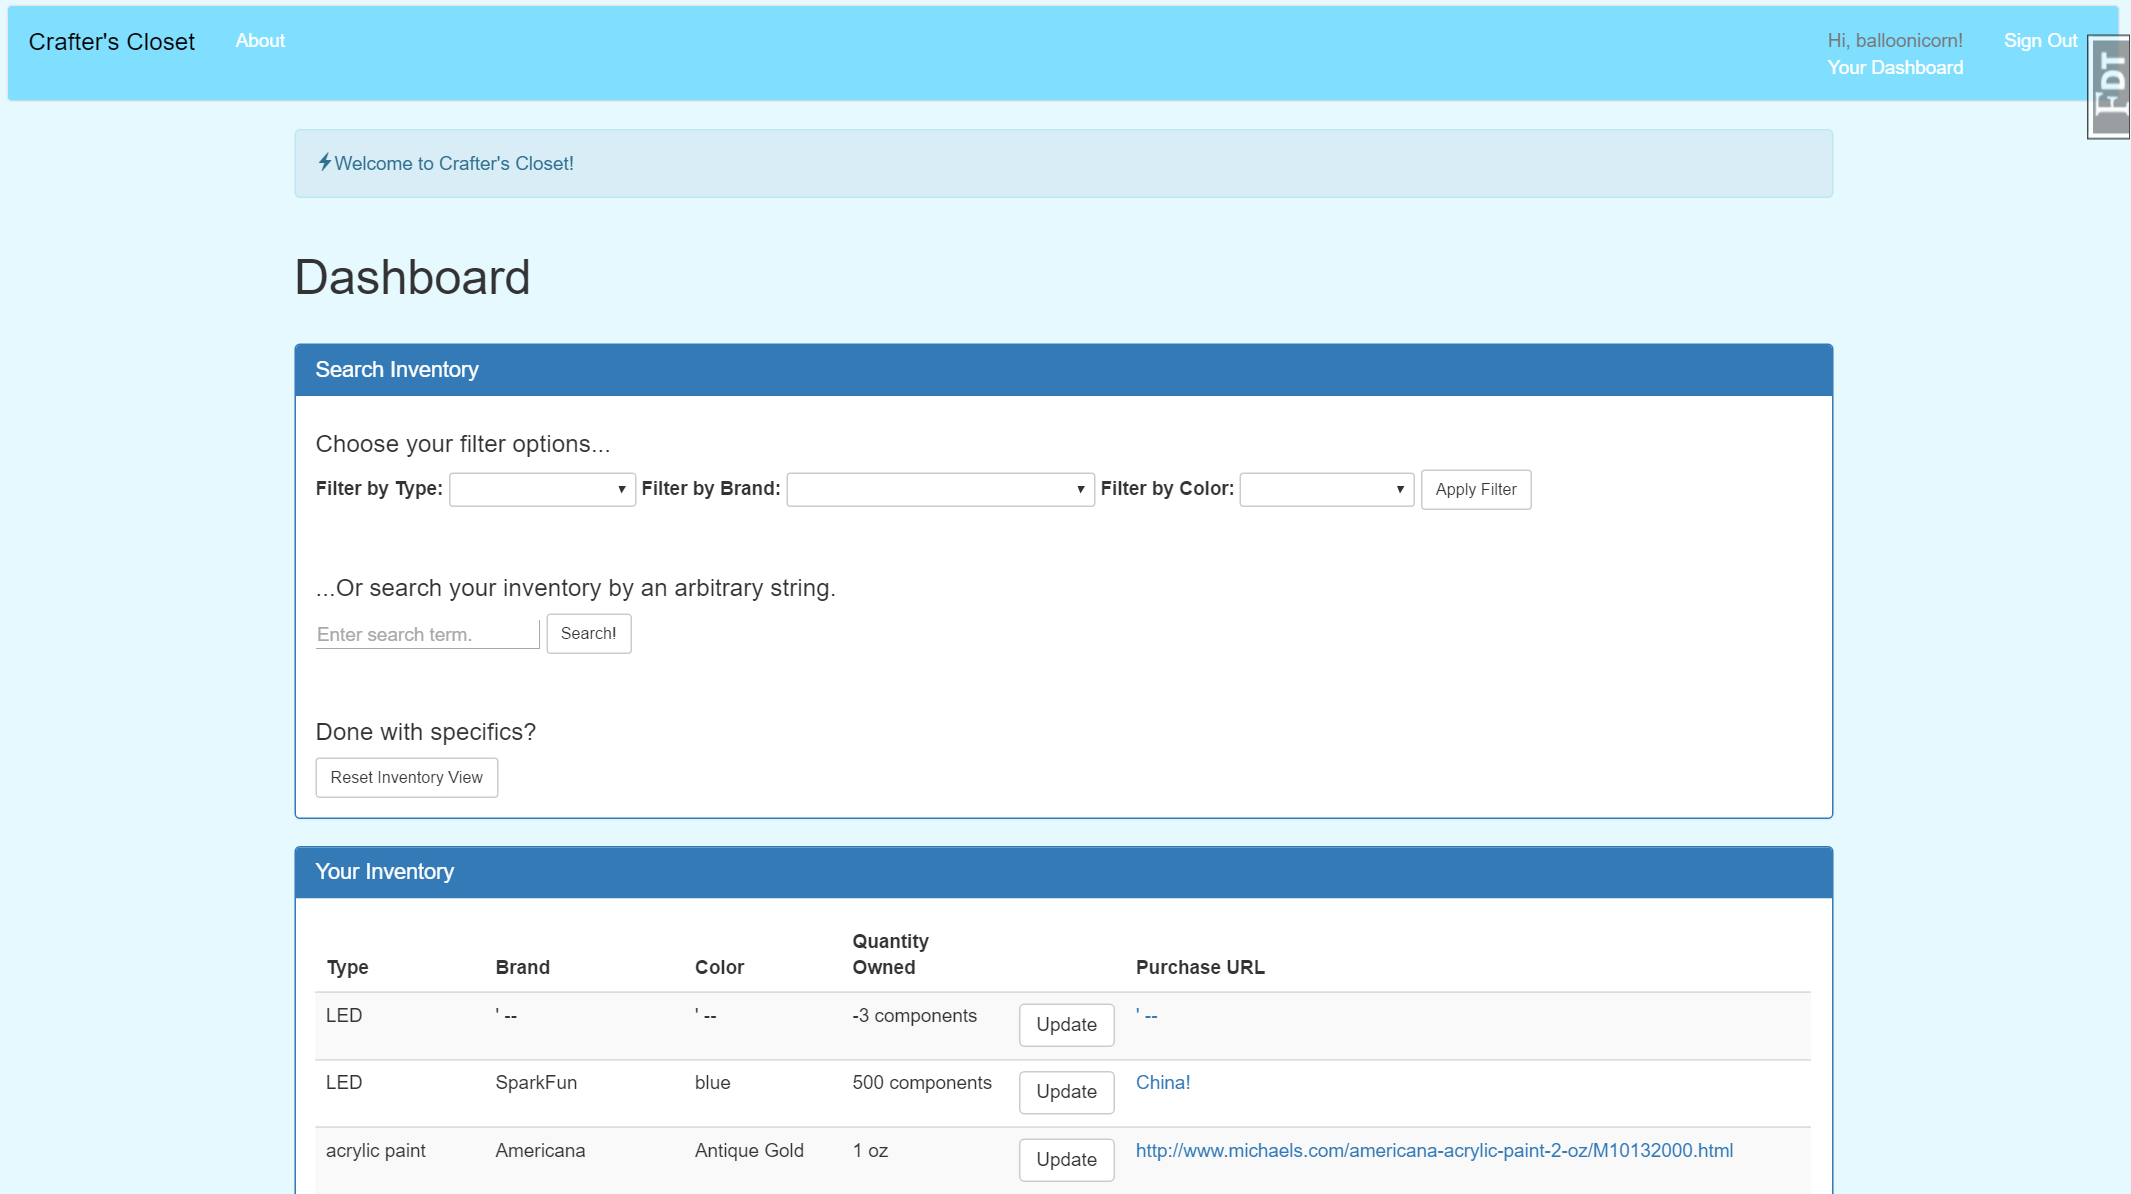 Crafter's Closet About Hi, balloonicorn! Sign Out
Your Dashboard
FDT
Welcome to Crafter's Closet!
Dashboard
Search Inventory
Choose your filter options...
Filter by Type: Filter by Brand: Filter by Color: Apply Filter
...Or search your inventory by an arbitrary string.
Enter search term. Search!
Done with specifics?
Reset Inventory View
Your Inventory
Type Brand Color Quantity Owned Purchase URL
LED ' -- ' -- -3 components Update ' --
LED SparkFun blue 500 components Update China!
acrylic paint Americana Antique Gold 1 oz Update http://www.michaels.com/americana-acrylic-paint-2-oz/M10132000.html